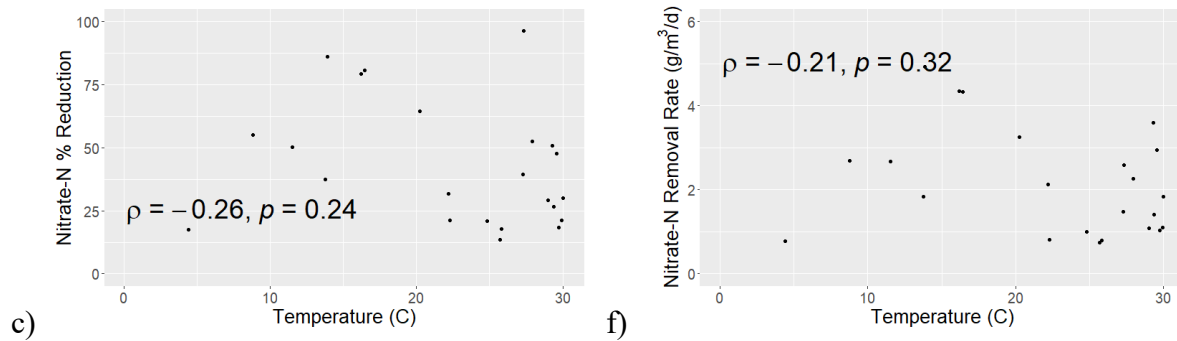 100
75
50
25
0
Nitrate-N % Reduction
ρ = −0.26, p = 0.24
0 10 20 30
Temperature (C)
c)
6
4
2
0
Nitrate-N Removal Rate (g/m³/d)
ρ = −0.21, p = 0.32
0 10 20 30
Temperature (C)
f)